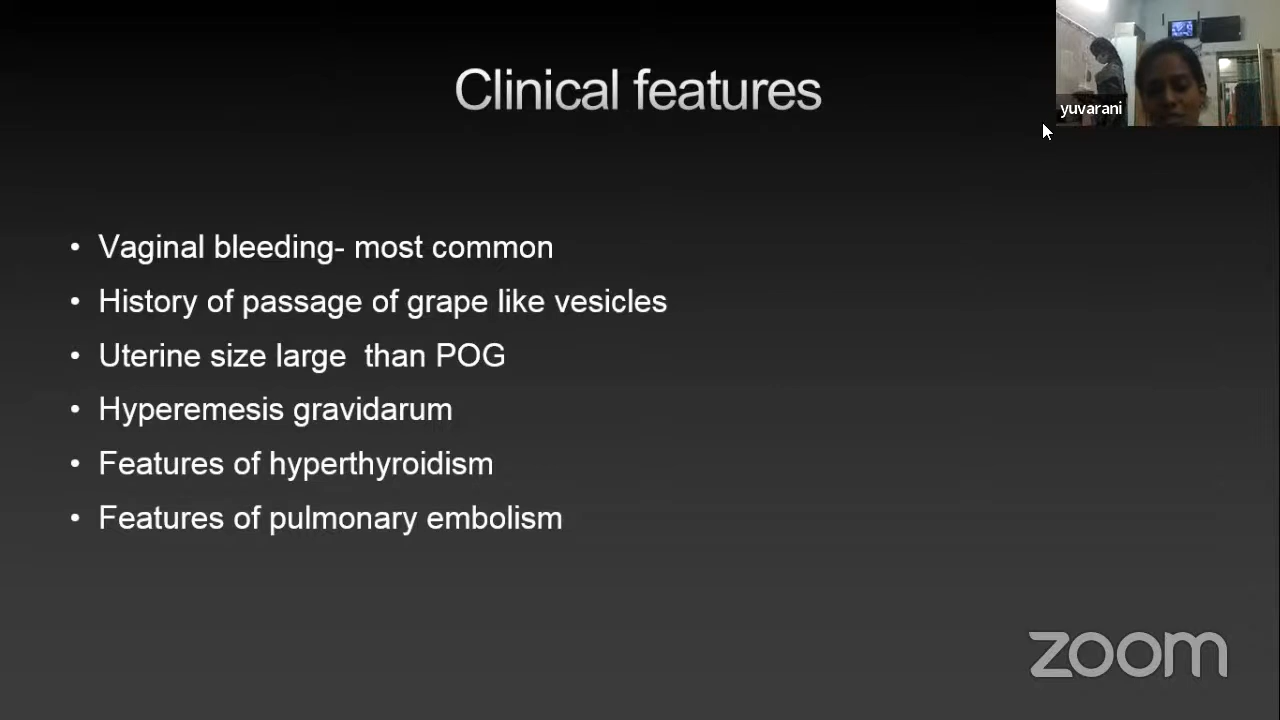 Clinical features
yuvarani
• Vaginal bleeding- most common
• History of passage of grape like vesicles
• Uterine size large  than POG
• Hyperemesis gravidarum
• Features of hyperthyroidism
• Features of pulmonary embolism
zoom